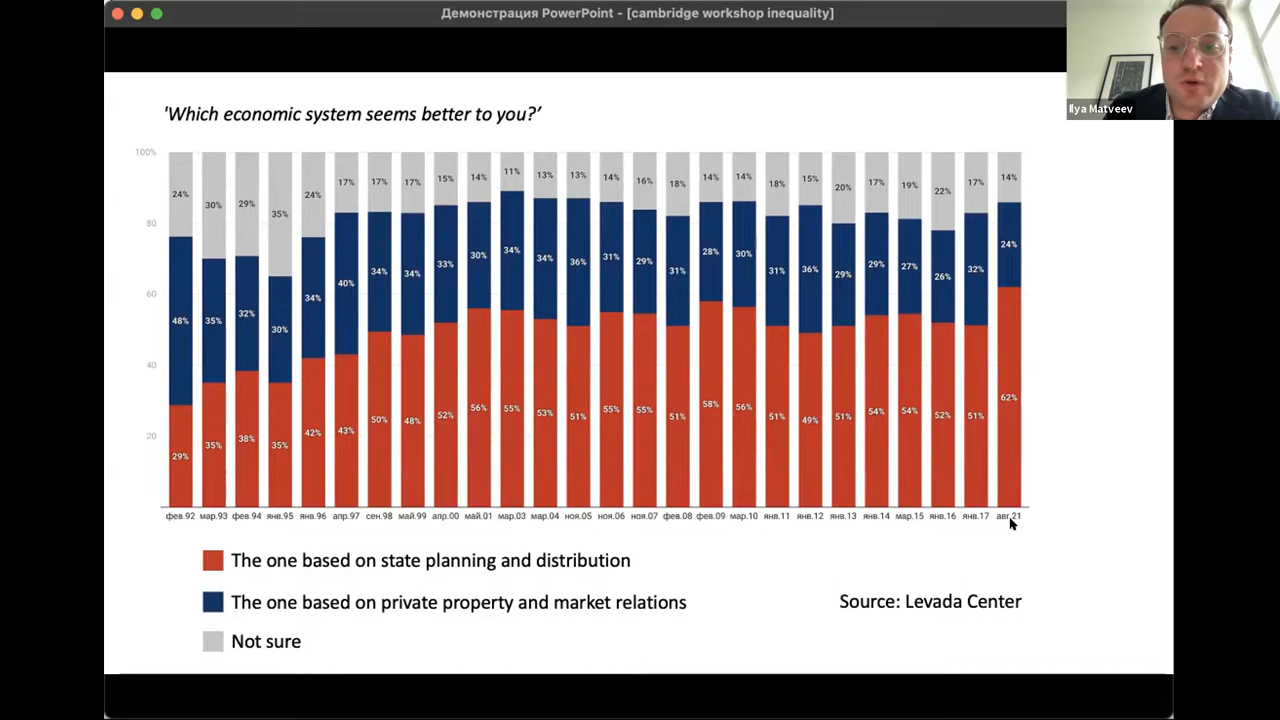 Демонстрация PowerPoint - [cambridge workshop inequality]
Ilya Matveev
'Which economic system seems better to you?’
100%
80
60
40
20
24% 30% 29% 35% 24% 17% 17% 17% 15% 14% 11% 13% 13% 14% 16% 18% 14% 14% 18% 15% 20% 17% 19% 22% 17% 14%
48% 35% 32% 30% 34% 40% 34% 34% 33% 30% 34% 34% 36% 31% 29% 31% 28% 30% 31% 36% 29% 29% 27% 26% 32% 24%
29% 35% 38% 35% 42% 43% 50% 48% 52% 56% 55% 53% 51% 55% 55% 51% 58% 56% 51% 49% 51% 54% 54% 52% 51% 62%
фев.92 мар.93 фев.94 янв.95 янв.96 апр.97 сен.98 май.99 апр.00 май.01 мар.03 мар.04 ноя.05 ноя.06 ноя.07 фев.08 фев.09 мар.10 янв.11 янв.12 янв.13 янв.14 мар.15 янв.16 янв.17 авг.21
The one based on state planning and distribution
The one based on private property and market relations
Source: Levada Center
Not sure